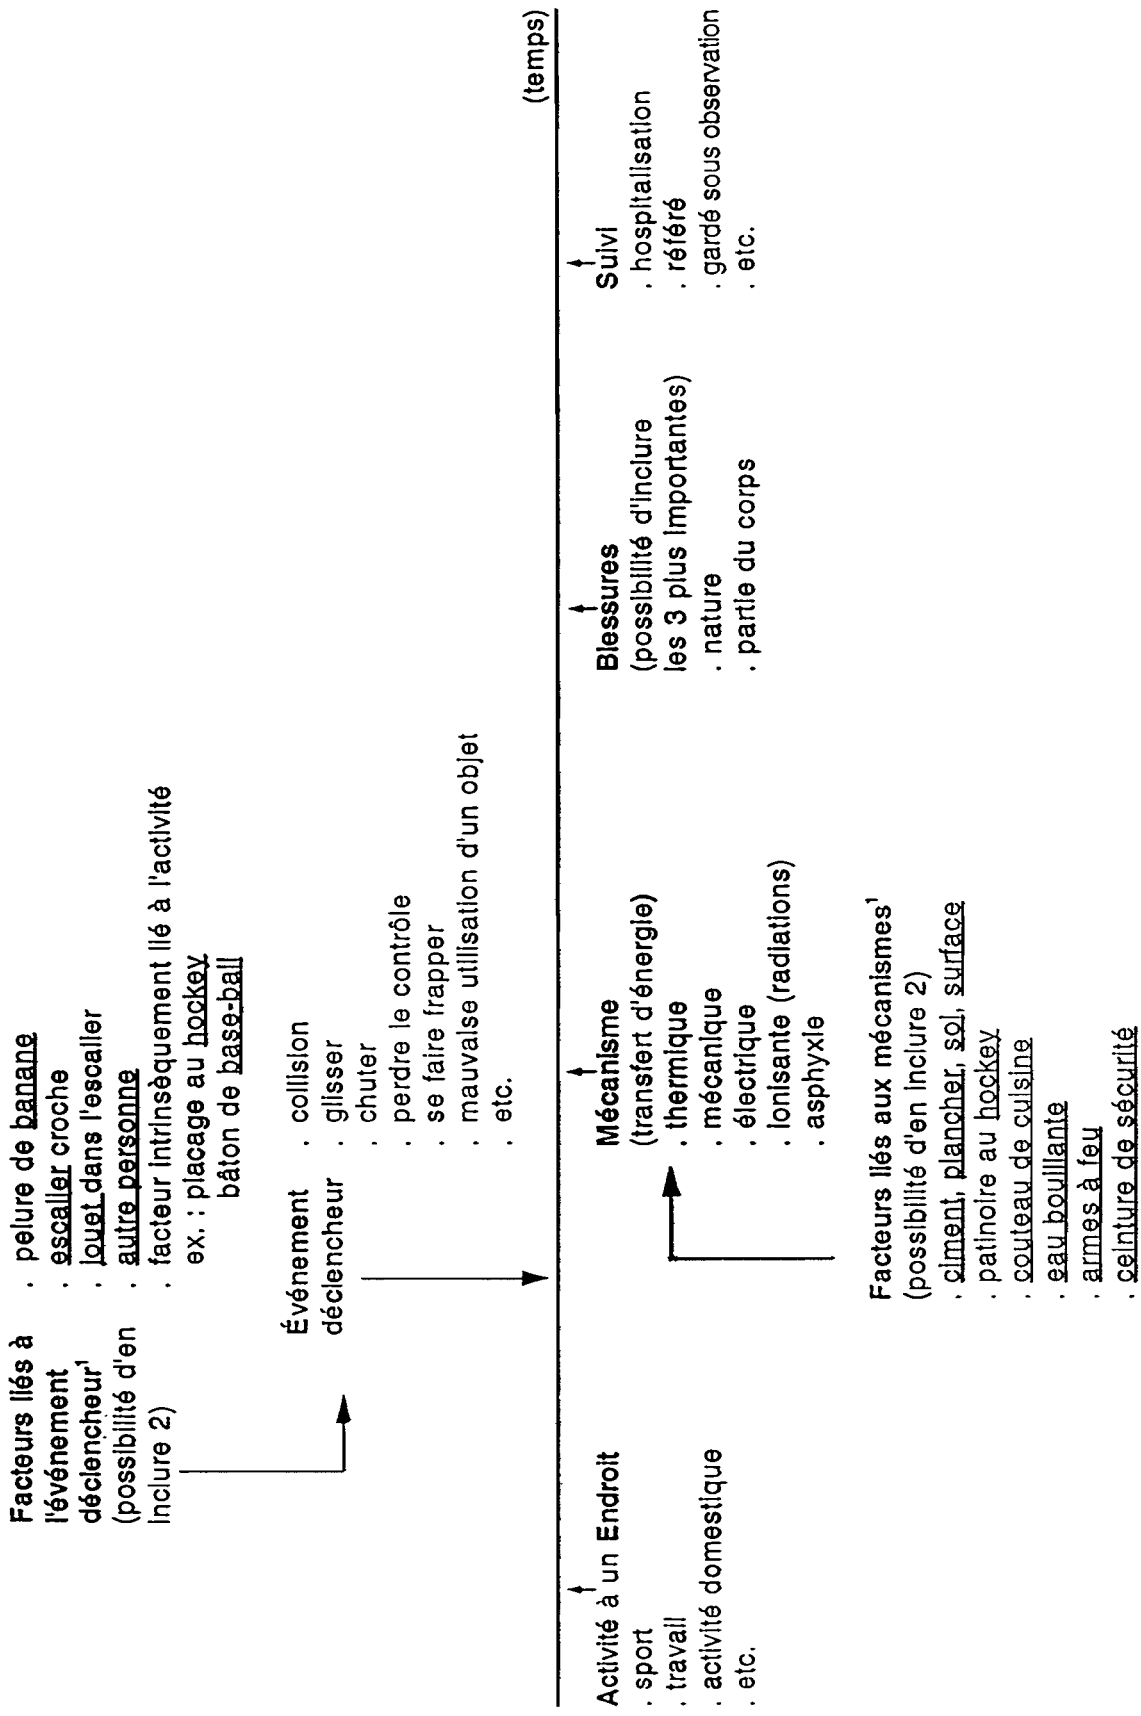 Facteurs liés à
l'événement
déclencheur¹
(possibilité d'en
inclure 2)
. pelure de banane
. escalier croche
. jouet dans l'escalier
. autre personne
. facteur intrinsèquement lié à l'activité
ex. : placage au hockey
bâton de base-ball
Événement
déclencheur
. collision
. glisser
. chuter
. perdre le contrôle
. se faire frapper
. mauvaise utilisation d'un objet
. etc.
(temps)
Activité à un Endroit
. sport
. travail
. activité domestique
. etc.
Mécanisme
(transfert d'énergie)
. thermique
. mécanique
. électrique
. ionisante (radiations)
. asphyxie
Blessures
(possibilité d'inclure
les 3 plus importantes)
. nature
. partie du corps
Suivi
. hospitalisation
. référé
. gardé sous observation
. etc.
Facteurs liés aux mécanismes¹
(possibilité d'en inclure 2)
. ciment, plancher, sol, surface
. patinoire au hockey
. couteau de cuisine
. eau bouillante
. armes à feu
. ceinture de sécurité